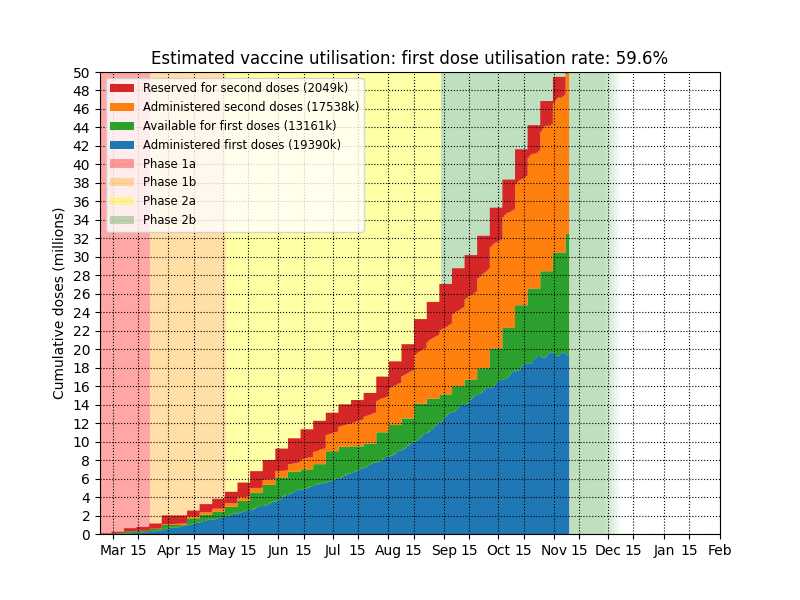 Estimated vaccine utilisation: first dose utilisation rate: 59.6%
Cumulative doses (millions)
50
48
46
44
42
40
38
36
34
32
30
28
26
24
22
20
18
16
14
12
10
8
6
4
2
0
Reserved for second doses (2049k)
Administered second doses (17538k)
Available for first doses (13161k)
Administered first doses (19390k)
Phase 1a
Phase 1b
Phase 2a
Phase 2b
Mar 15 Apr 15 May 15 Jun 15 Jul 15 Aug 15 Sep 15 Oct 15 Nov 15 Dec 15 Jan 15 Feb